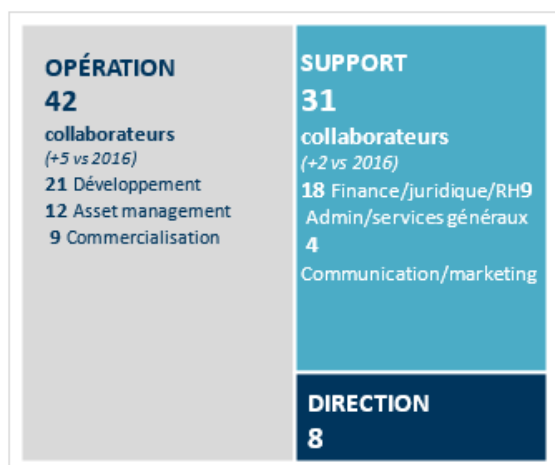 OPÉRATION
42
collaborateurs
(+5 vs 2016)
21 Développement
12 Asset management
9 Commercialisation
SUPPORT
31
collaborateurs
(+2 vs 2016)
18 Finance/juridique/RH9
Admin/services généraux
4
Communication/marketing
DIRECTION
8